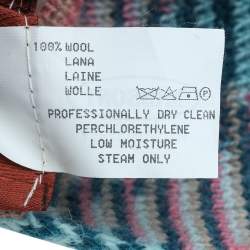 100% WOOL
LANA
LAINE
WOLLE
PROFESSIONALLY DRY CLEAN
PERCHLORETHYLENE
LOW MOISTURE
STEAM ONLY